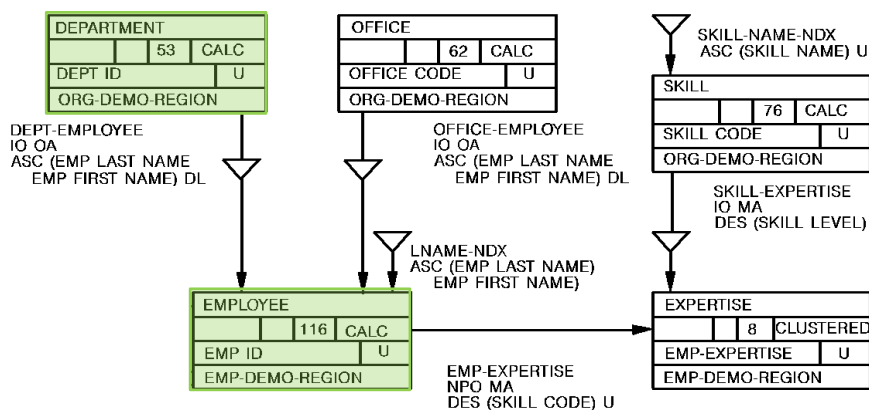 DEPARTMENT
53 CALC
DEPT ID U
ORG-DEMO-REGION
OFFICE
62 CALC
OFFICE CODE U
ORG-DEMO-REGION
SKILL-NAME-NDX
ASC (SKILL NAME) U
SKILL
76 CALC
SKILL CODE U
ORG-DEMO-REGION
DEPT-EMPLOYEE
IO OA
ASC (EMP LAST NAME
EMP FIRST NAME) DL
OFFICE-EMPLOYEE
IO OA
ASC (EMP LAST NAME
EMP FIRST NAME) DL
SKILL-EXPERTISE
IO MA
DES (SKILL LEVEL)
LNAME-NDX
ASC (EMP LAST NAME)
EMP FIRST NAME)
EMPLOYEE
116 CALC
EMP ID U
EMP-DEMO-REGION
EMP-EXPERTISE
NPO MA
DES (SKILL CODE) U
EXPERTISE
8 CLUSTERED
EMP-EXPERTISE U
EMP-DEMO-REGION